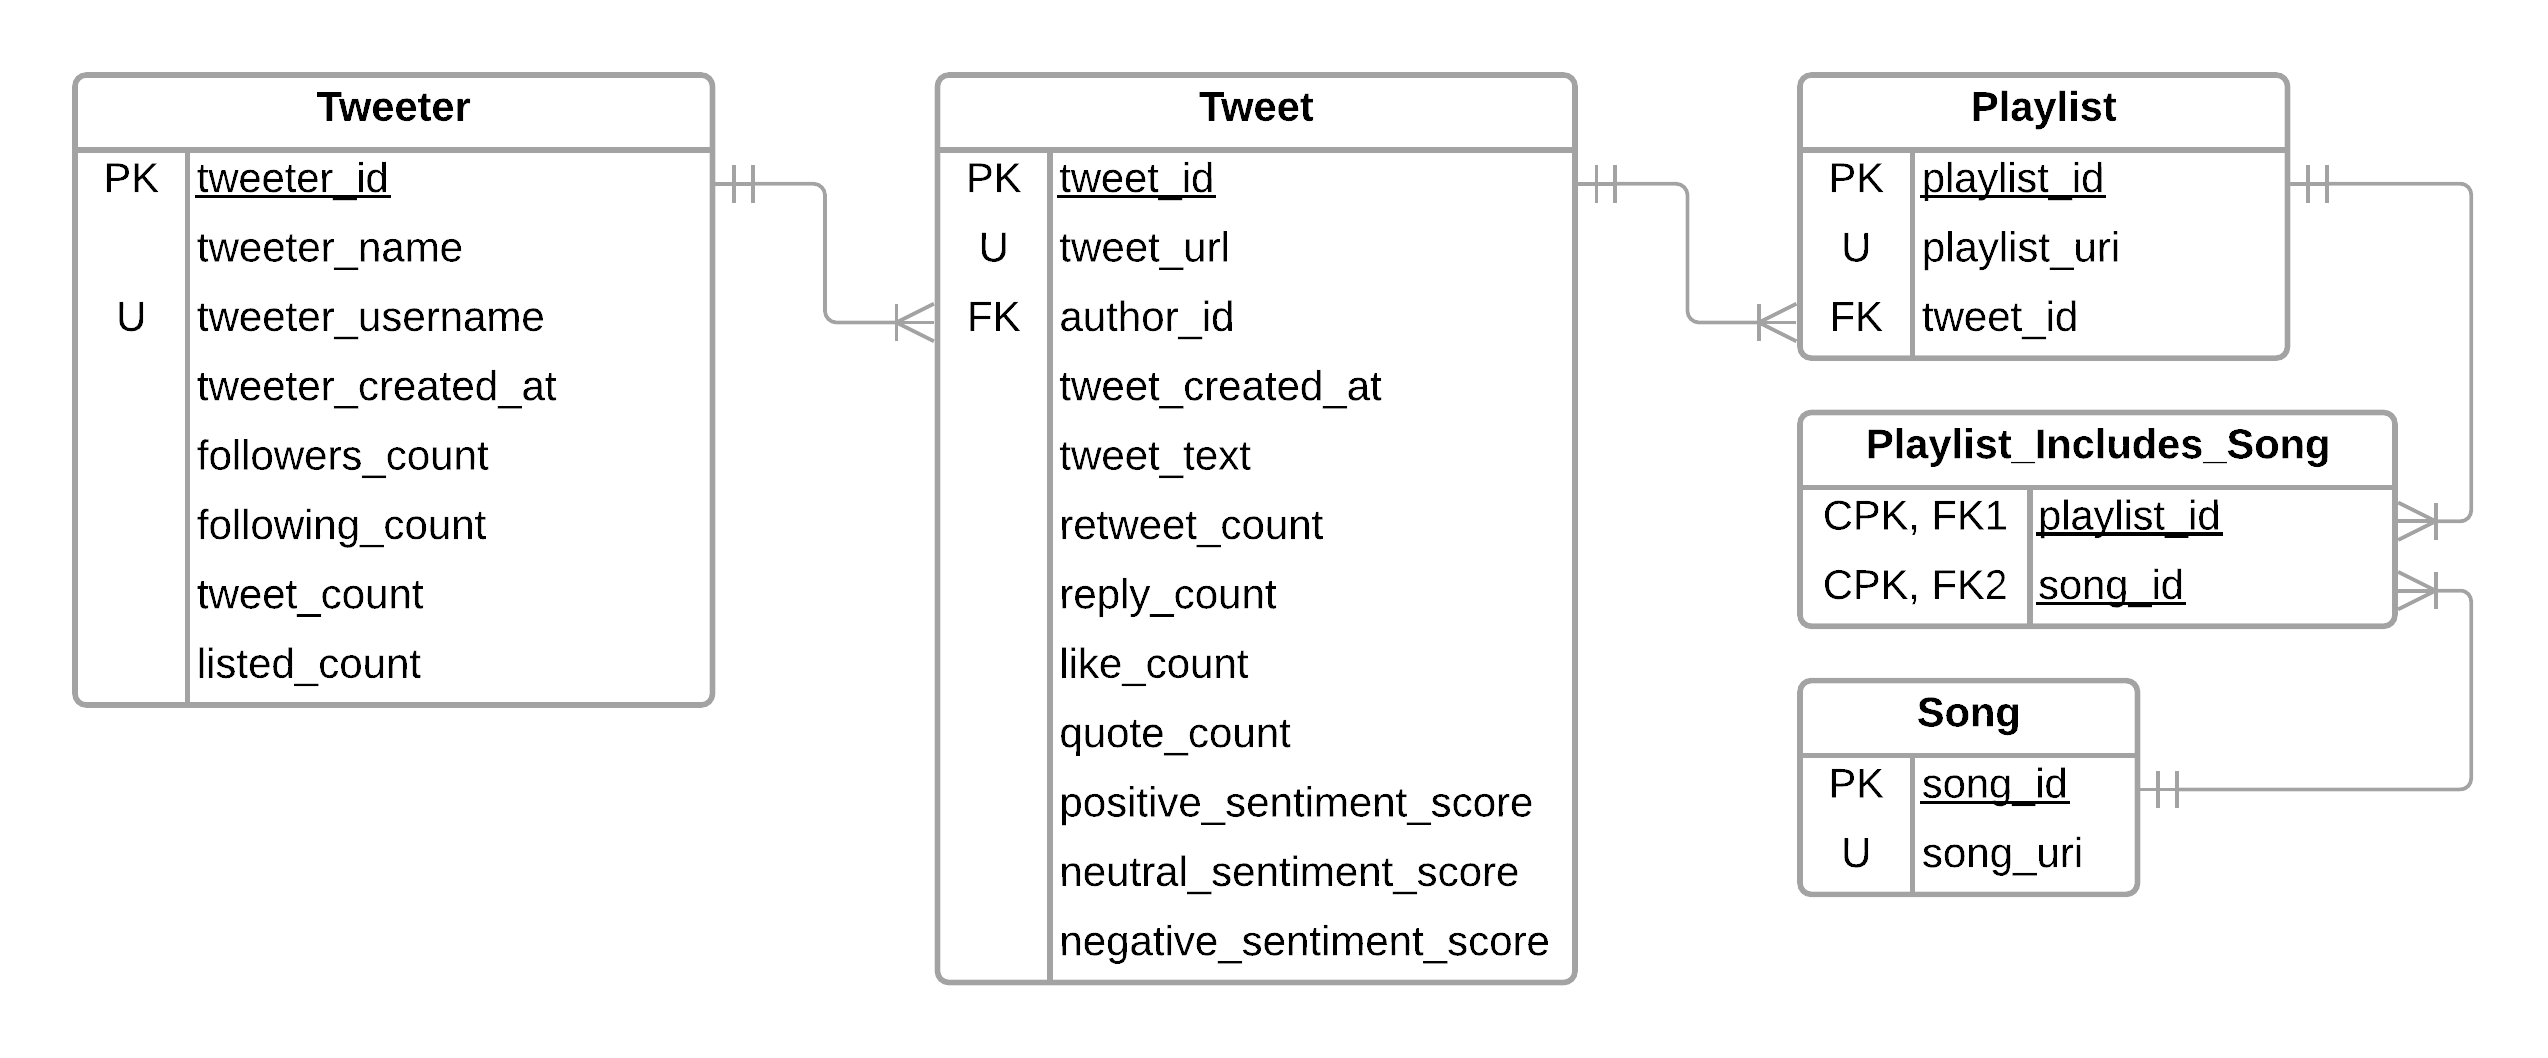 Tweeter
PK tweeter_id
tweeter_name
U tweeter_username
tweeter_created_at
followers_count
following_count
tweet_count
listed_count
Tweet
PK tweet_id
U tweet_url
FK author_id
tweet_created_at
tweet_text
retweet_count
reply_count
like_count
quote_count
positive_sentiment_score
neutral_sentiment_score
negative_sentiment_score
Playlist
PK playlist_id
U playlist_uri
FK tweet_id
Playlist_Includes_Song
CPK, FK1 playlist_id
CPK, FK2 song_id
Song
PK song_id
U song_uri